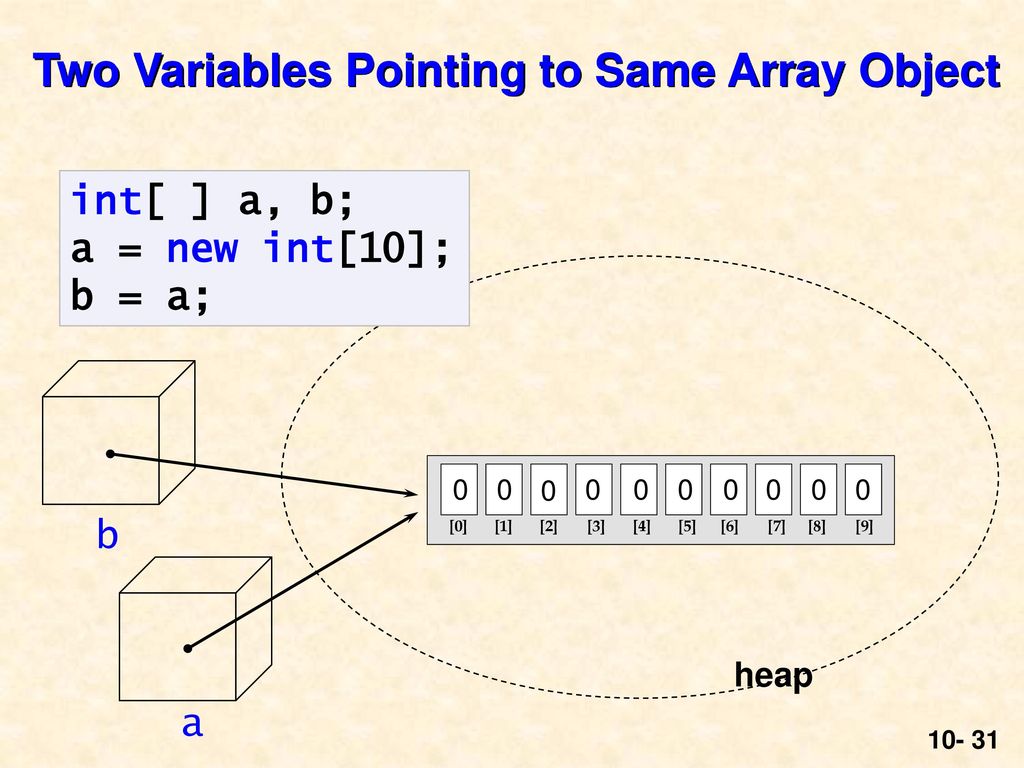 Two Variables Pointing to Same Array Object
int[ ] a, b;
a = new int[10];
b = a;
0 0 0 0 0 0 0 0 0 0
[0] [1] [2] [3] [4] [5] [6] [7] [8] [9]
b
heap
a
10- 31